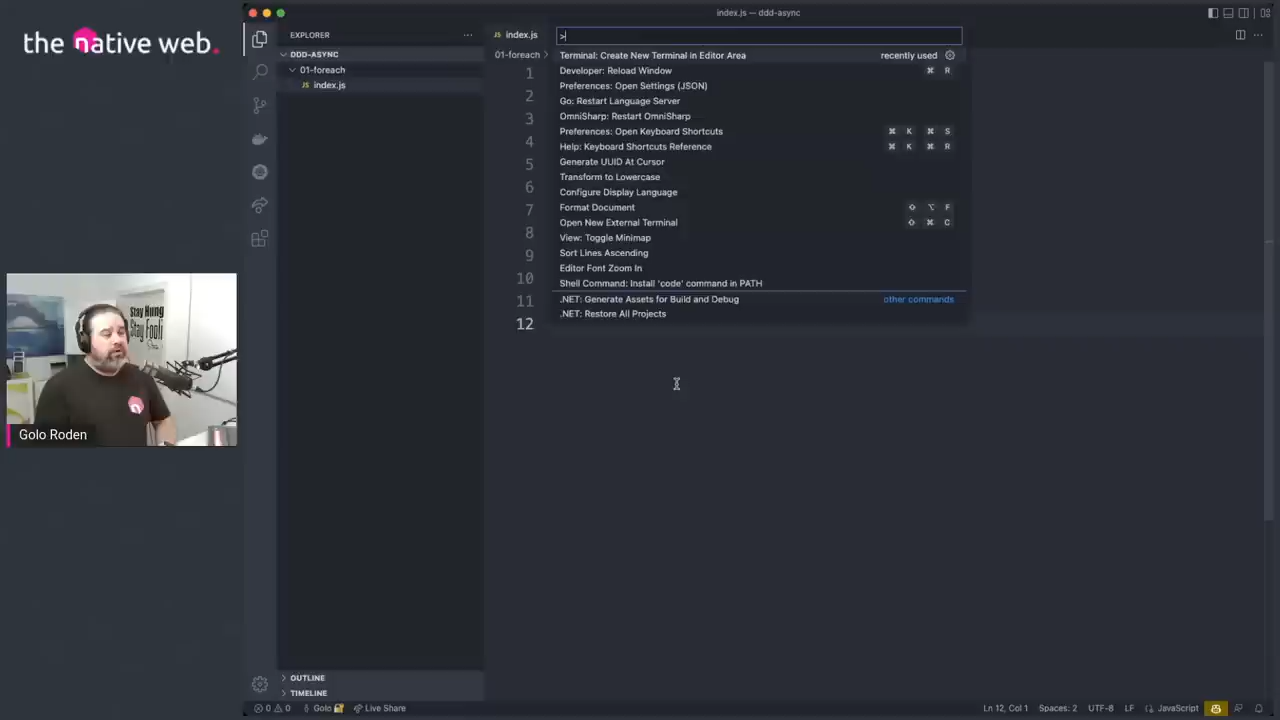 the native web.
Stay Hung
Stay Fooli
Golo Roden
index.js — ddd-async
EXPLORER
DDD-ASYNC
01-foreach
index.js
OUTLINE
TIMELINE
index.js
01-foreach
>
Terminal: Create New Terminal in Editor Area recently used
Developer: Reload Window ⌘ R
Preferences: Open Settings (JSON)
Go: Restart Language Server
OmniSharp: Restart OmniSharp
Preferences: Open Keyboard Shortcuts ⌘ K ⌘ S
Help: Keyboard Shortcuts Reference ⌘ K ⌘ R
Generate UUID At Cursor
Transform to Lowercase
Configure Display Language
Format Document ⇧ ⌥ F
Open New External Terminal ⇧ ⌘ C
View: Toggle Minimap
Sort Lines Ascending
Editor Font Zoom In
Shell Command: Install 'code' command in PATH
.NET: Generate Assets for Build and Debug other commands
.NET: Restore All Projects
1
2
3
4
5
6
7
8
9
10
11
12
0 0 Golo Live Share Ln 12, Col 1 Spaces: 2 UTF-8 LF JavaScript